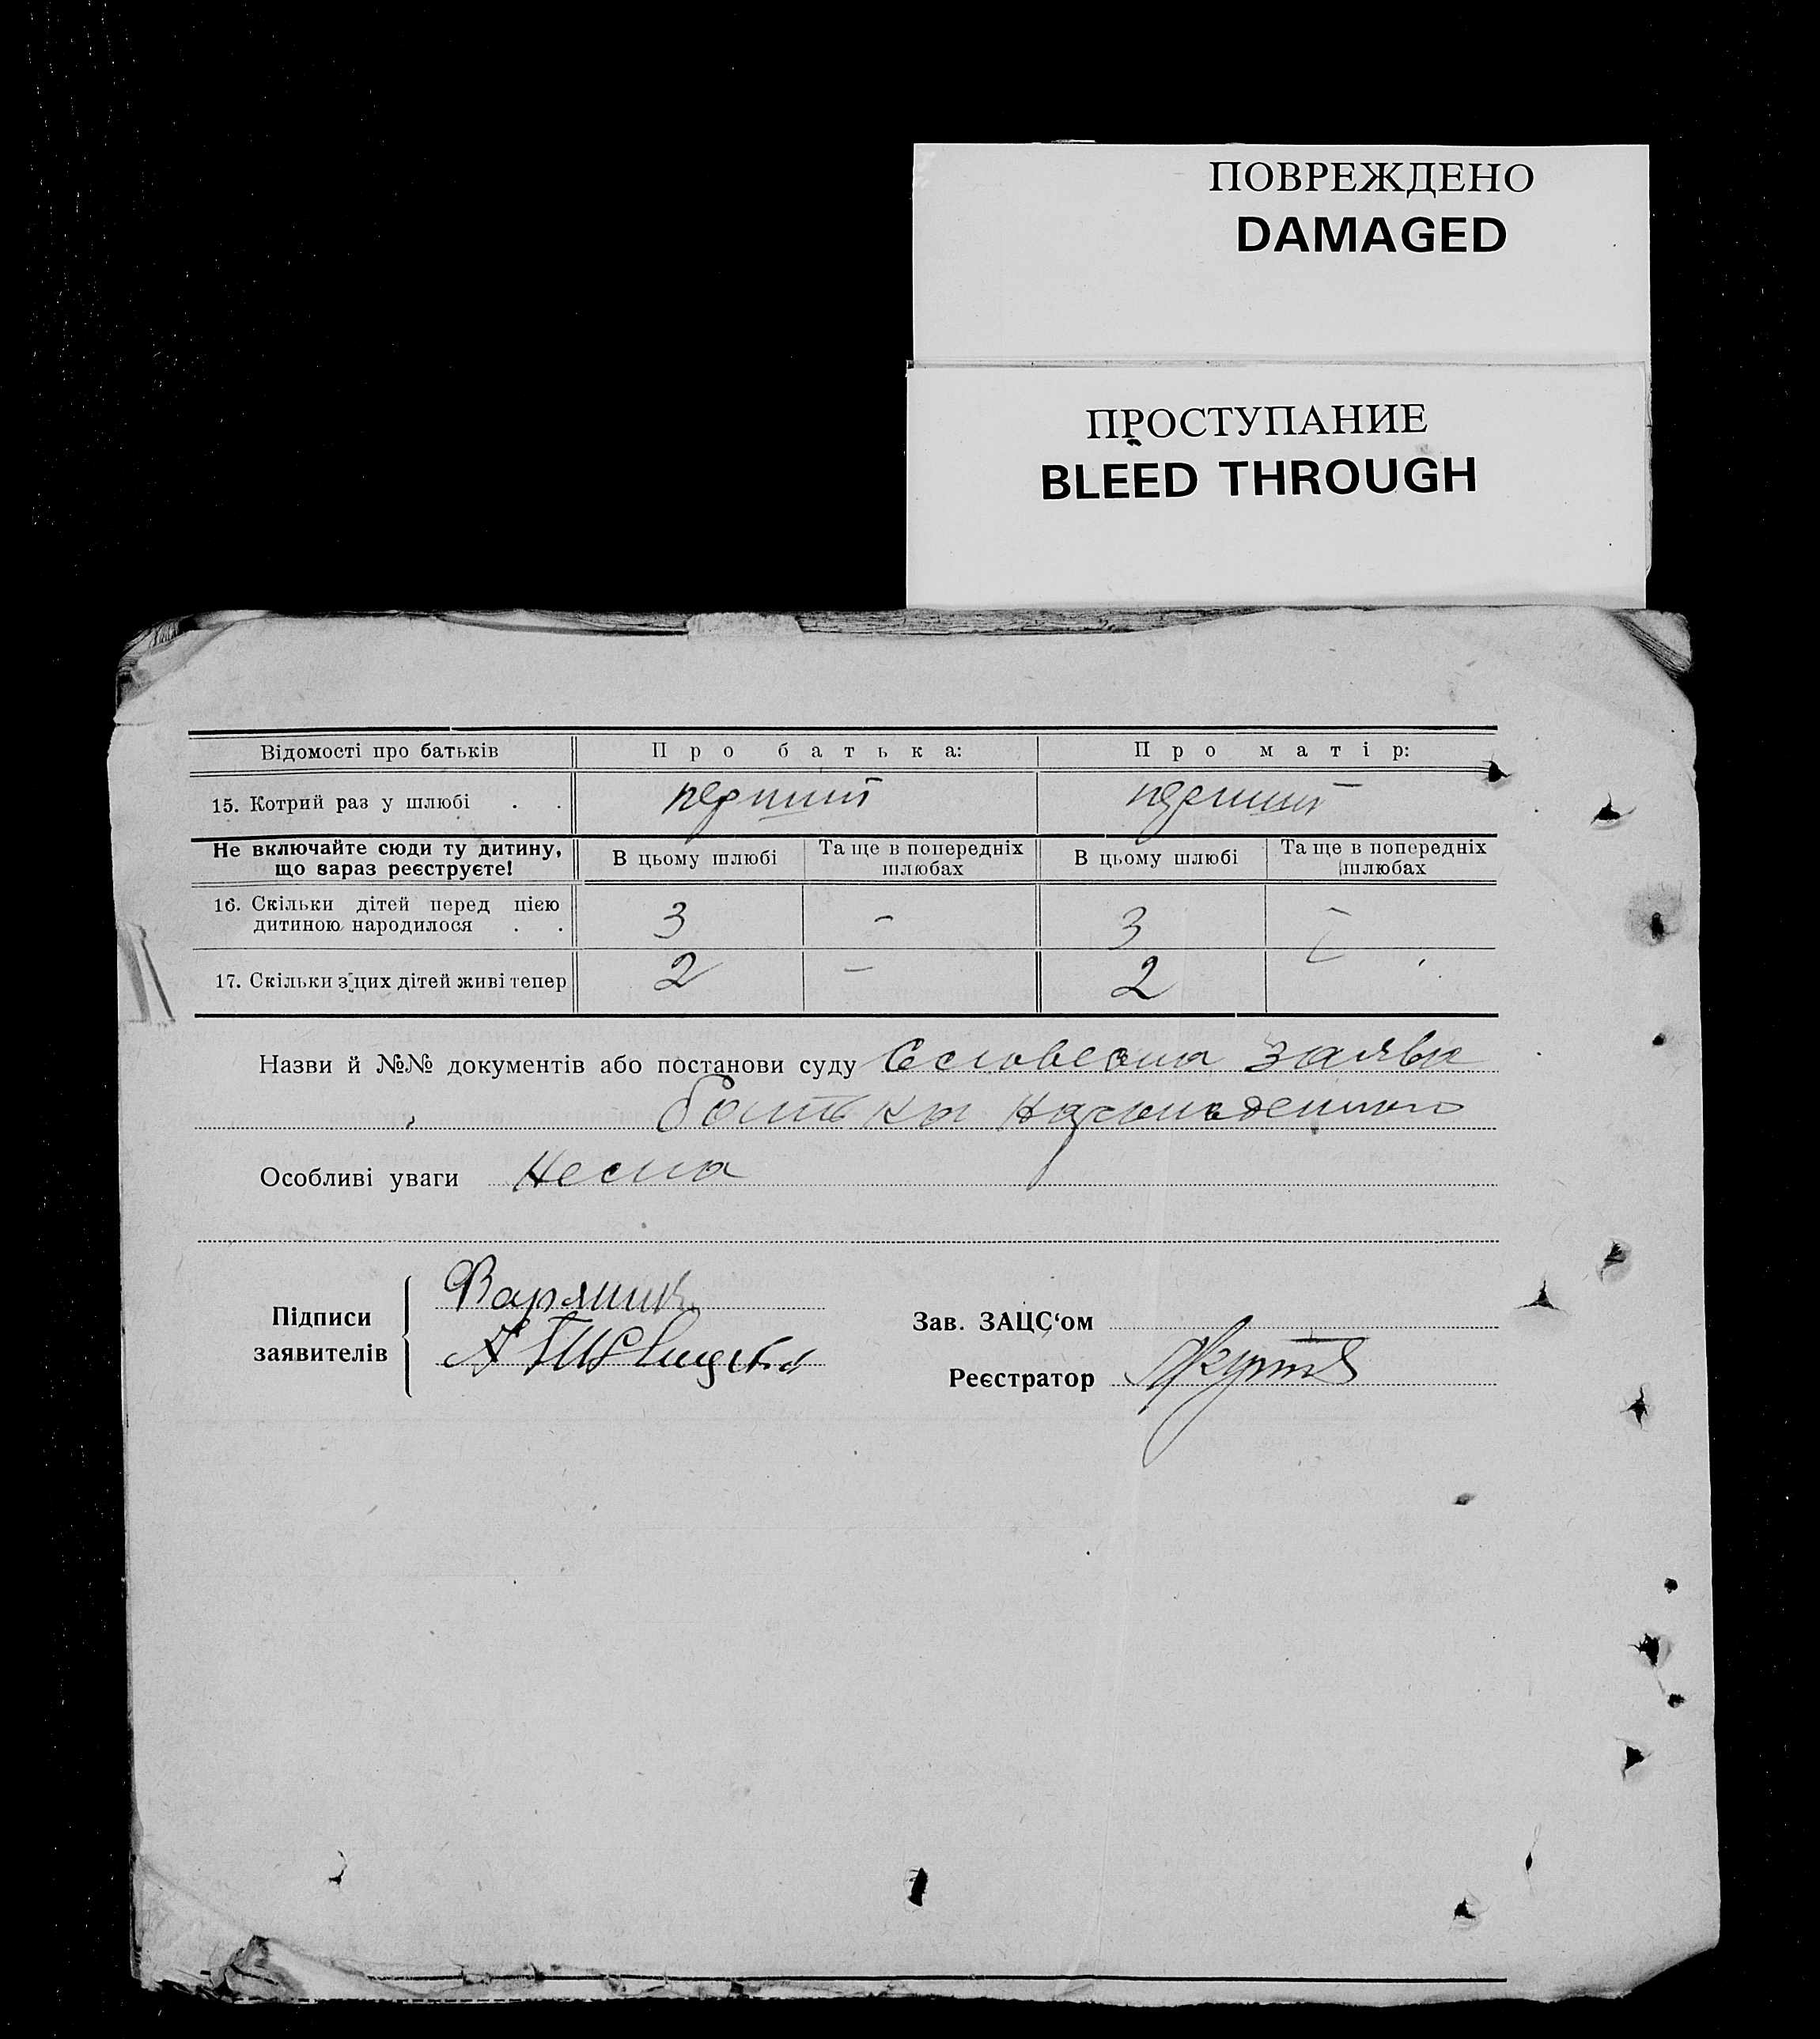 ПОВРЕЖДЕНО
DAMAGED
ПРОСТУПАНИЕ
BLEED THROUGH
Відомості про батьків Про батька: Про матір:
15. Котрий раз у шлюбі . . перший перший
Не включайте сюди ту дитину, що зараз реєструєте! В цьому шлюбі Та ще в попередніх шлюбах В цьому шлюбі Та ще в попередніх шлюбах
16. Скільки дітей перед цією
дитиною народилося . . 3 - 3 -
17. Скільки з цих дітей живі тепер 2 - 2
Назви й №№ документів або постанови суду заява
батька
Особливі уваги Нема
Підписи
заявителів
Зав. ЗАЦС‘ом
Реєстратор